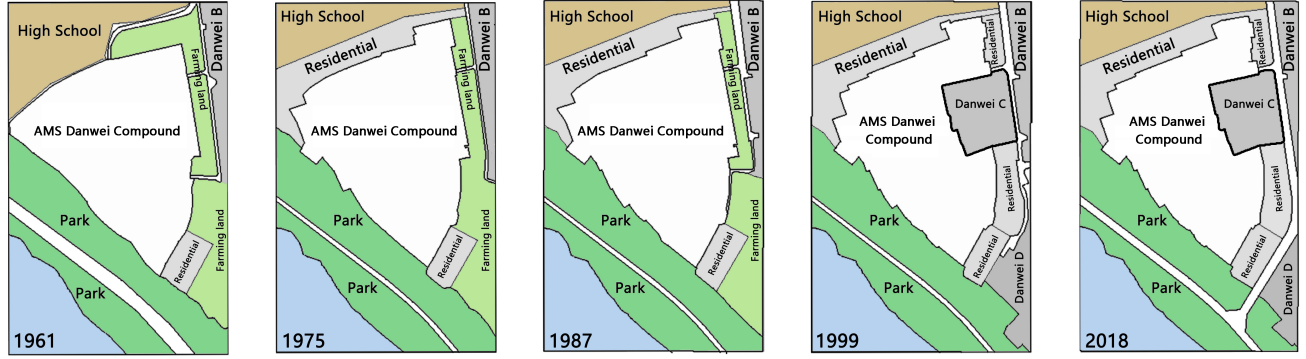 High School
Danwei B
Farming land
AMS Danwei Compound
Park
Residential
Farming land
Park
1961
High School
Danwei B
Residential
Farming land
AMS Danwei Compound
Park
Residential
Farming land
Park
1975
High School
Danwei B
Residential
Farming land
AMS Danwei Compound
Park
Residential
Farming land
Park
1987
High School
Danwei B
Residential
Residential
Danwei C
AMS Danwei
Compound
Residential
Park
Residential
Danwei D
Park
1999
High School
Danwei B
Residential
Residential
Danwei C
AMS Danwei
Compound
Residential
Park
Residential
Danwei D
Park
2018